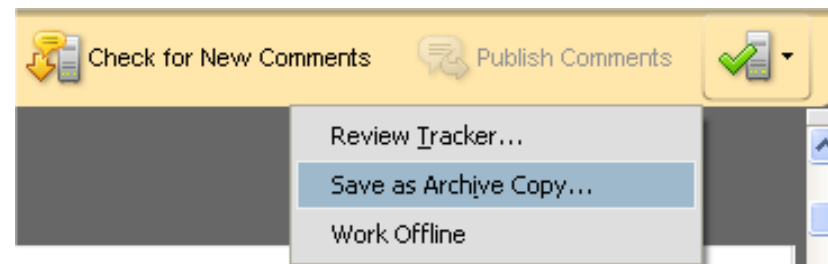 Check for New Comments Publish Comments
Review Tracker...
Save as Archive Copy...
Work Offline